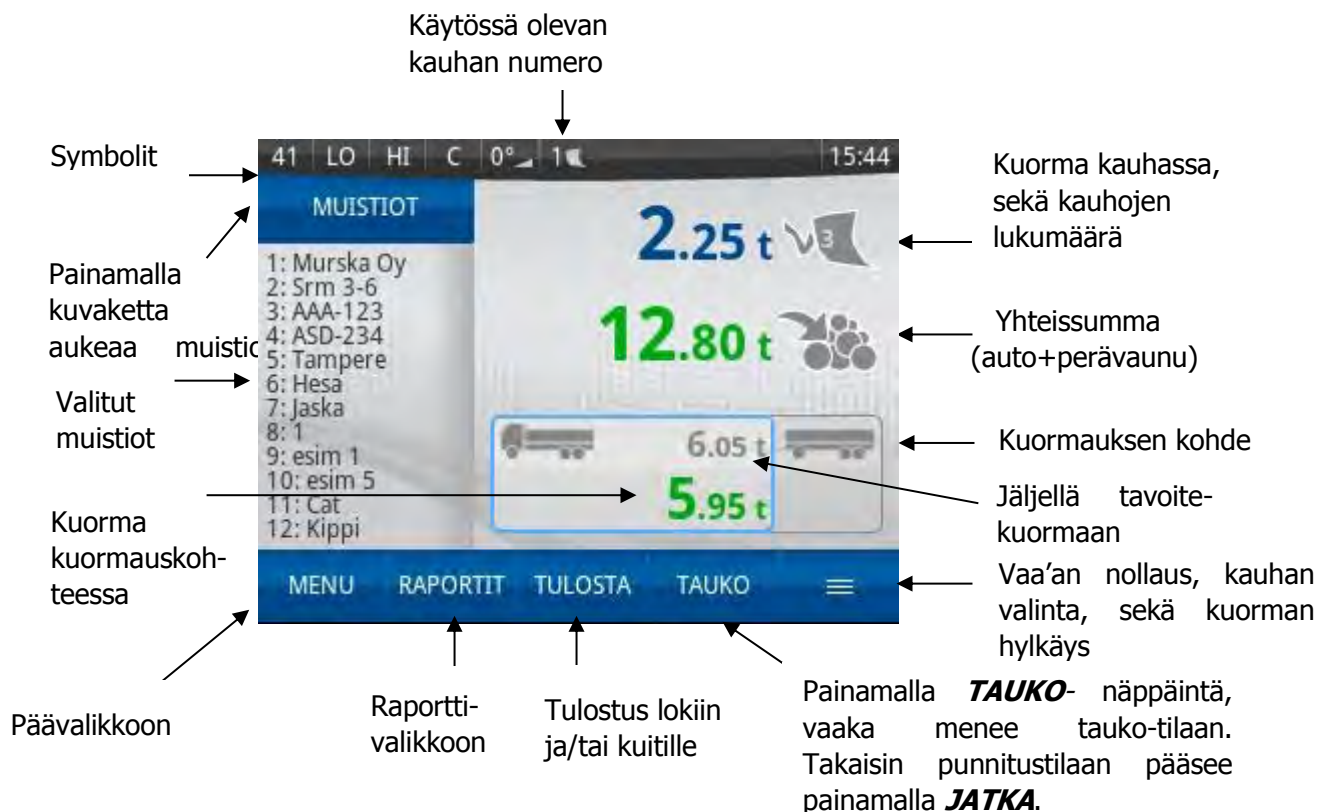 Käytössä olevan
kauhan numero
Symbolit
Painamalla
kuvaketta
aukeaa muistio
Valitut
muistiot
Kuorma
kuormauskoh-
teessa
Päävalikkoon
41 LO HI C 0° 1 15:44
MUISTIOT
1: Murska Oy
2: Srm 3-6
3: AAA-123
4: ASD-234
5: Tampere
6: Hesa
7: Jaska
8: 1
9: esim 1
10: esim 5
11: Cat
12: Kippi
2.25 t 3
12.80 t
6.05 t
5.95 t
MENU RAPORTIT TULOSTA TAUKO
Kuorma kauhassa,
sekä kauhojen
lukumäärä
Yhteissumma
(auto+perävaunu)
Kuormauksen kohde
Jäljellä tavoite-
kuormaan
Vaa’an nollaus, kauhan
valinta, sekä kuorman
hylkäys
Raportti-
valikkoon
Tulostus lokiin
ja/tai kuitille
Painamalla TAUKO- näppäintä,
vaaka menee tauko-tilaan.
Takaisin punnitustilaan pääsee
painamalla JATKA.